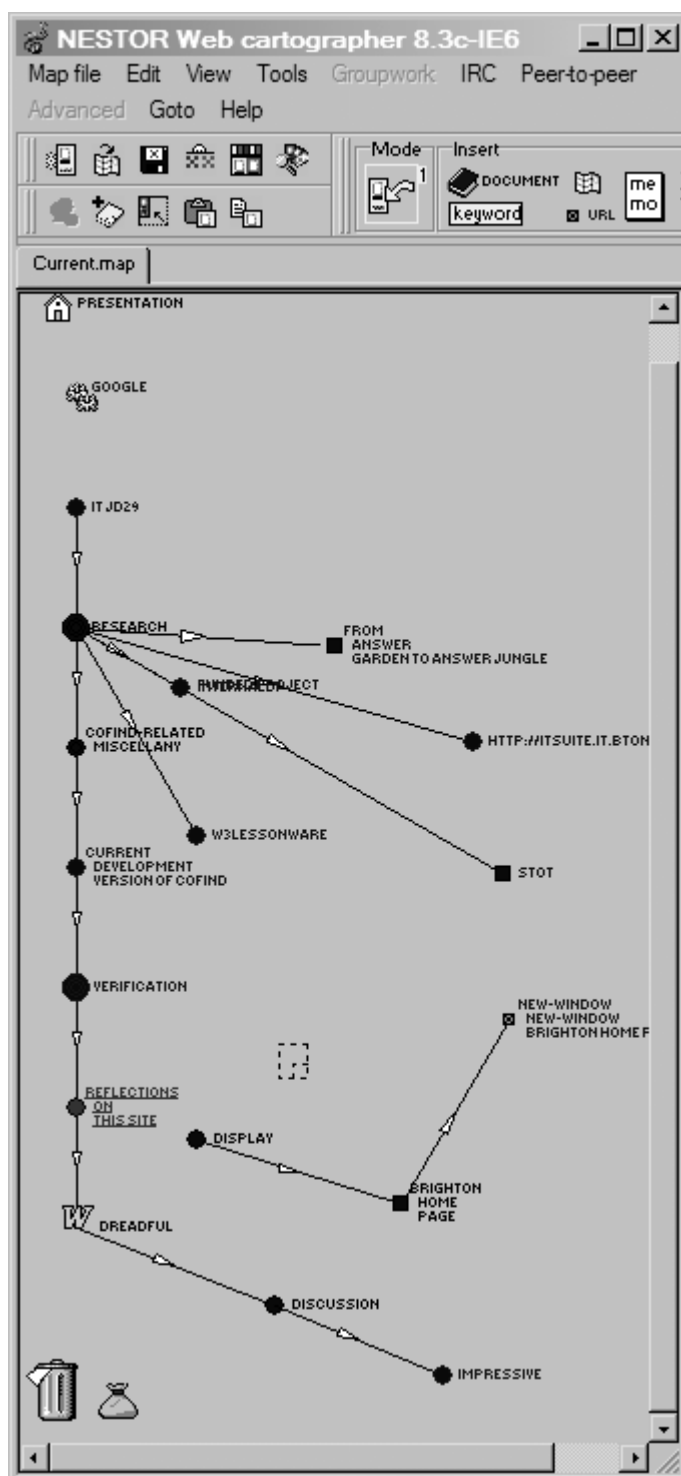 NESTOR Web cartographer 8.3c-IE6
Map file Edit View Tools Groupwork IRC Peer-to-peer
Advanced Goto Help
Mode Insert
1
DOCUMENT
me
mo
keyword
URL
Current.map
PRESENTATION
GOOGLE
ITJD29
RESEARCH
FROM
ANSWER
GARDEN TO ANSWER JUNGLE
COFIND-RELATED
MISCELLANY
HTTP://ITSUITE.IT.BTON
W3LESSONWARE
CURRENT
DEVELOPMENT
VERSION OF COFIND
STOT
VERIFICATION
NEW-WINDOW
NEW-WINDOW
BRIGHTON HOME P
REFLECTIONS
ON
THIS SITE
DISPLAY
BRIGHTON
HOME
PAGE
W DREADFUL
DISCUSSION
IMPRESSIVE